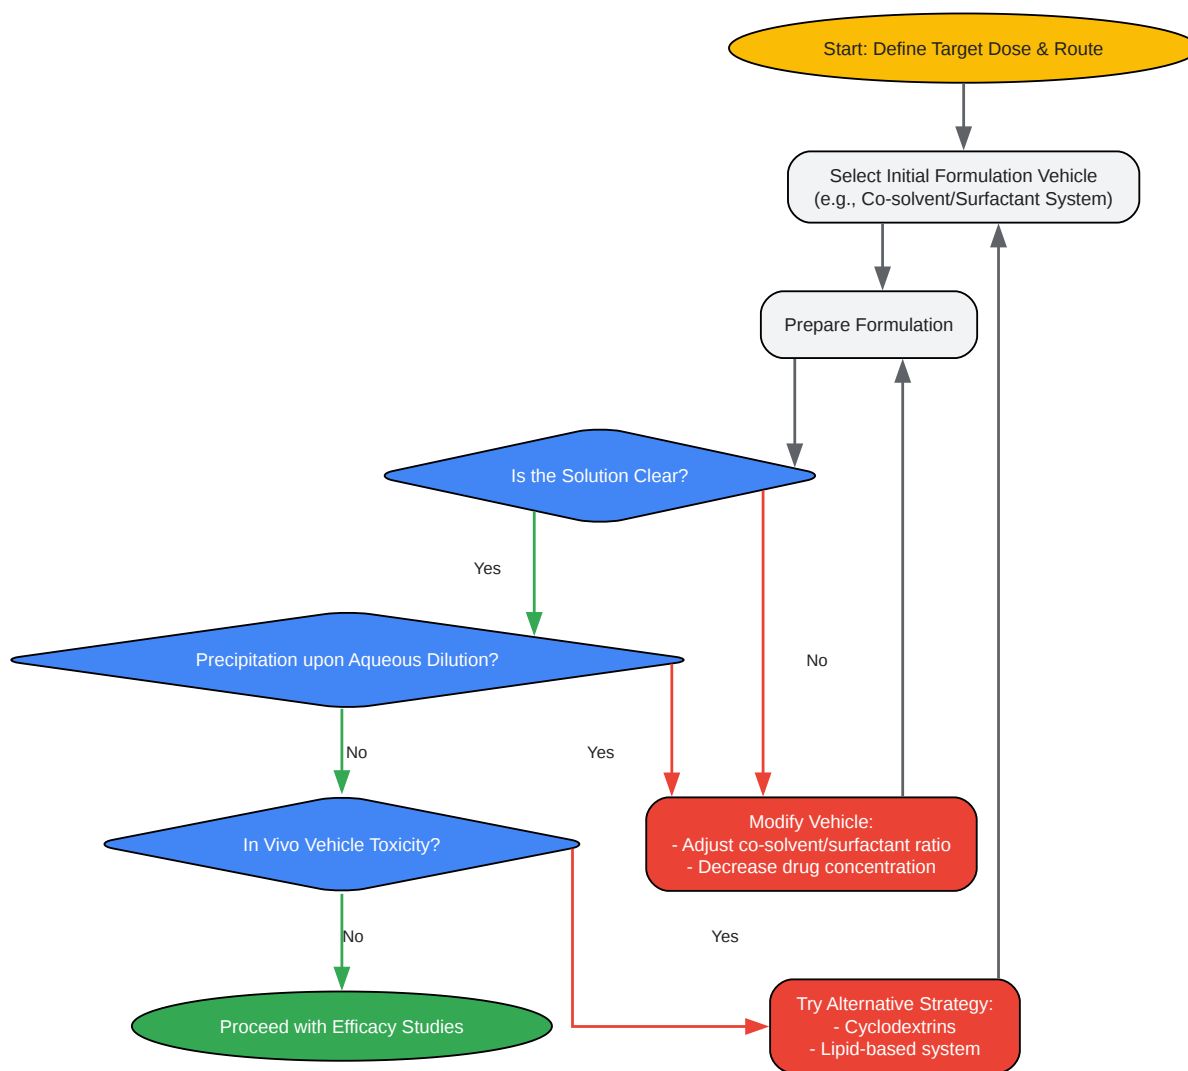 Start: Define Target Dose & Route
Select Initial Formulation Vehicle
(e.g., Co-solvent/Surfactant System)
Prepare Formulation
Is the Solution Clear?
Yes
Precipitation upon Aqueous Dilution?
No
No
Yes
In Vivo Vehicle Toxicity?
Modify Vehicle:
- Adjust co-solvent/surfactant ratio
- Decrease drug concentration
No
Yes
Proceed with Efficacy Studies
Try Alternative Strategy:
- Cyclodextrins
- Lipid-based system